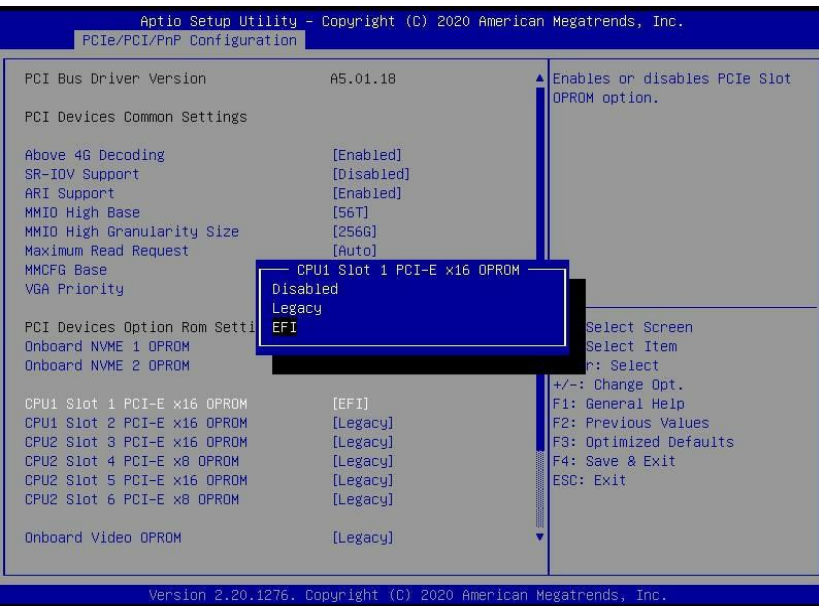 Aptio Setup Utility – Copyright (C) 2020 American Megatrends, Inc.
PCIe/PCI/PnP Configuration
PCI Bus Driver Version A5.01.18
PCI Devices Common Settings
Above 4G Decoding [Enabled]
SR-IOV Support [Disabled]
ARI Support [Enabled]
MMIO High Base [56T]
MMIO High Granularity Size [256G]
Maximum Read Request [Auto]
MMCFG Base
VGA Priority
PCI Devices Option Rom Setti
Onboard NVME 1 OPROM
Onboard NVME 2 OPROM
CPU1 Slot 1 PCI-E x16 OPROM [EFI]
CPU1 Slot 2 PCI-E x16 OPROM [Legacy]
CPU2 Slot 3 PCI-E x16 OPROM [Legacy]
CPU2 Slot 4 PCI-E x8 OPROM [Legacy]
CPU2 Slot 5 PCI-E x16 OPROM [Legacy]
CPU2 Slot 6 PCI-E x8 OPROM [Legacy]
Onboard Video OPROM [Legacy]
CPU1 Slot 1 PCI-E x16 OPROM
Disabled
Legacy
EFI
Enables or disables PCIe Slot
OPROM option.
Select Screen
Select Item
r: Select
+/-: Change Opt.
F1: General Help
F2: Previous Values
F3: Optimized Defaults
F4: Save & Exit
ESC: Exit
Version 2.20.1276. Copyright (C) 2020 American Megatrends, Inc.